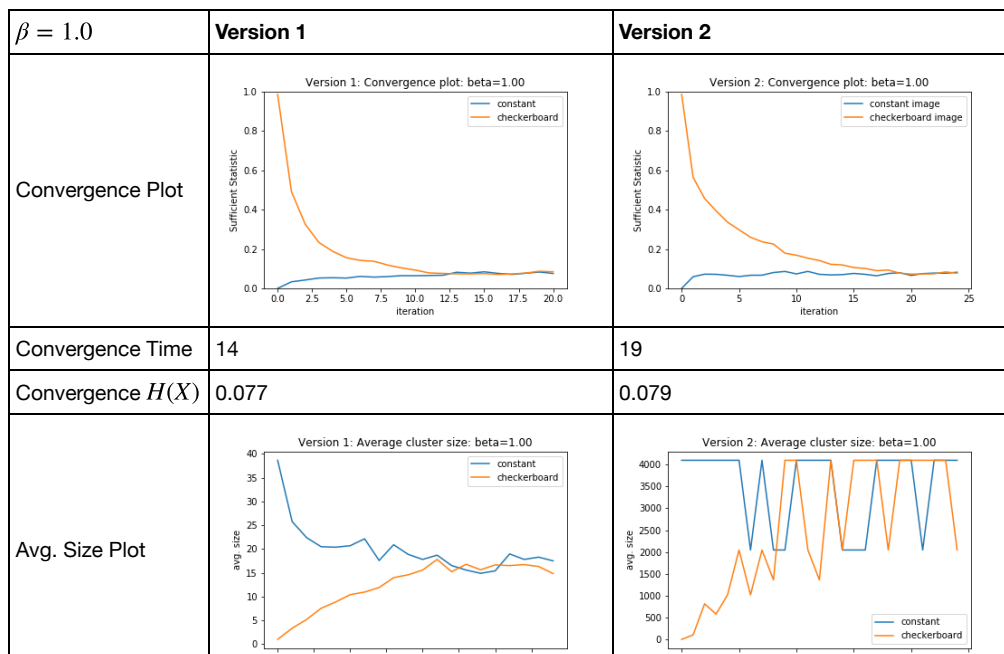 β = 1.0 Version 1 Version 2
Convergence Plot
Version 1: Convergence plot: beta=1.00
constant
checkerboard
Sufficient Statistic
1.0
0.8
0.6
0.4
0.2
0.0
0.0 2.5 5.0 7.5 10.0 12.5 15.0 17.5 20.0
iteration
Version 2: Convergence plot: beta=1.00
constant image
checkerboard image
Sufficient Statistic
1.0
0.8
0.6
0.4
0.2
0.0
0 5 10 15 20 25
iteration
Convergence Time 14 19
Convergence H(X) 0.077 0.079
Avg. Size Plot
Version 1: Average cluster size: beta=1.00
constant
checkerboard
avg. size
40
35
30
25
20
15
10
5
0
Version 2: Average cluster size: beta=1.00
avg. size
4000
3500
3000
2500
2000
1500
1000
500
0
constant
checkerboard